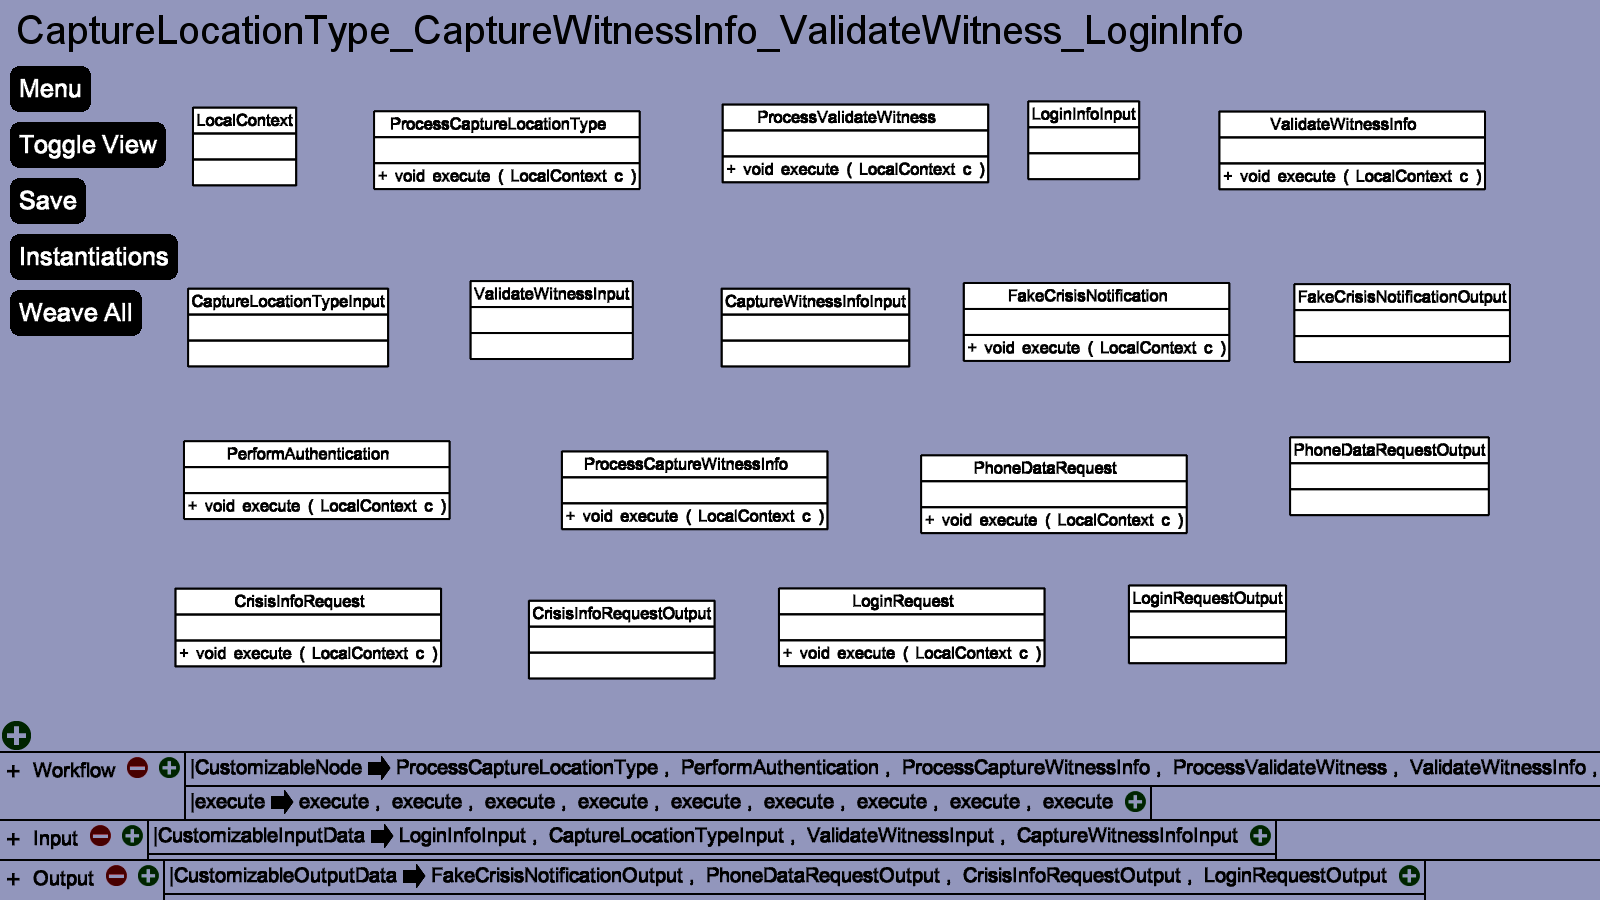 CaptureLocationType_CaptureWitnessInfo_ValidateWitness_LoginInfo
Menu
Toggle View
Save
Instantiations
Weave All
LocalContext
ProcessCaptureLocationType
+ void execute ( LocalContext c )
ProcessValidateWitness
+ void execute ( LocalContext c )
LoginInfoInput
ValidateWitnessInfo
+ void execute ( LocalContext c )
CaptureLocationTypeInput
ValidateWitnessInput
CaptureWitnessInfoInput
FakeCrisisNotification
+ void execute ( LocalContext c )
FakeCrisisNotificationOutput
PerformAuthentication
+ void execute ( LocalContext c )
ProcessCaptureWitnessInfo
+ void execute ( LocalContext c )
PhoneDataRequest
+ void execute ( LocalContext c )
PhoneDataRequestOutput
CrisisInfoRequest
+ void execute ( LocalContext c )
CrisisInfoRequestOutput
LoginRequest
+ void execute ( LocalContext c )
LoginRequestOutput
+ Workflow |CustomizableNode ProcessCaptureLocationType , PerformAuthentication , ProcessCaptureWitnessInfo , ProcessValidateWitness , ValidateWitnessInfo ,
|execute execute , execute , execute , execute , execute , execute , execute , execute , execute
+ Input |CustomizableInputData LoginInfoInput , CaptureLocationTypeInput , ValidateWitnessInput , CaptureWitnessInfoInput
+ Output |CustomizableOutputData FakeCrisisNotificationOutput , PhoneDataRequestOutput , CrisisInfoRequestOutput , LoginRequestOutput